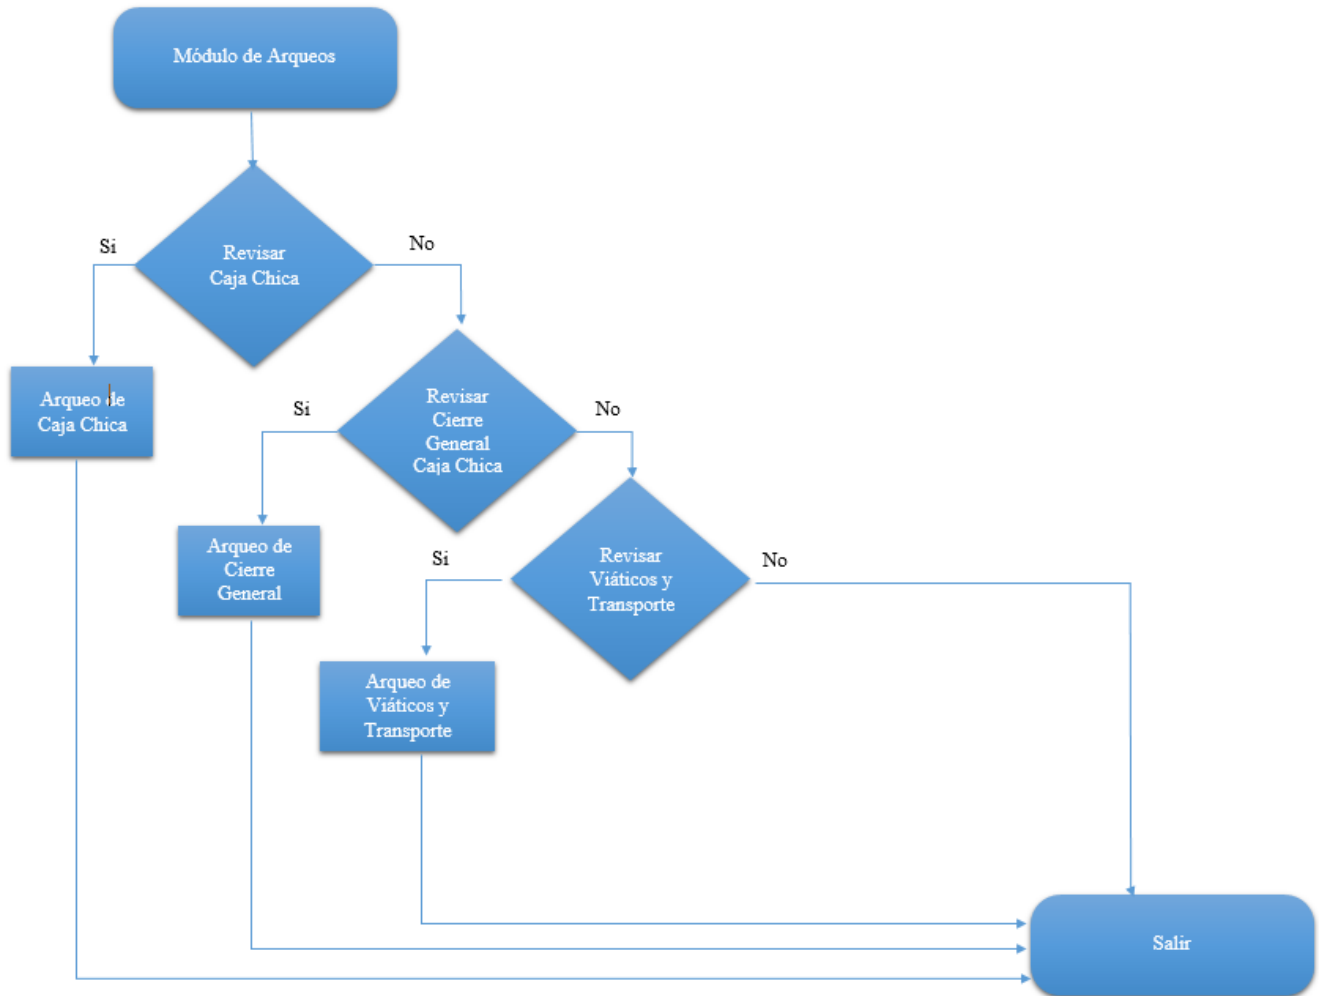 Módulo de Arqueos
Si
No
Revisar
Caja Chica
Arqueo de
Caja Chica
Si
No
Revisar
Cierre
General
Caja Chica
Arqueo de
Cierre
General
Si
No
Revisar
Viáticos y
Transporte
Arqueo de
Viáticos y
Transporte
Salir